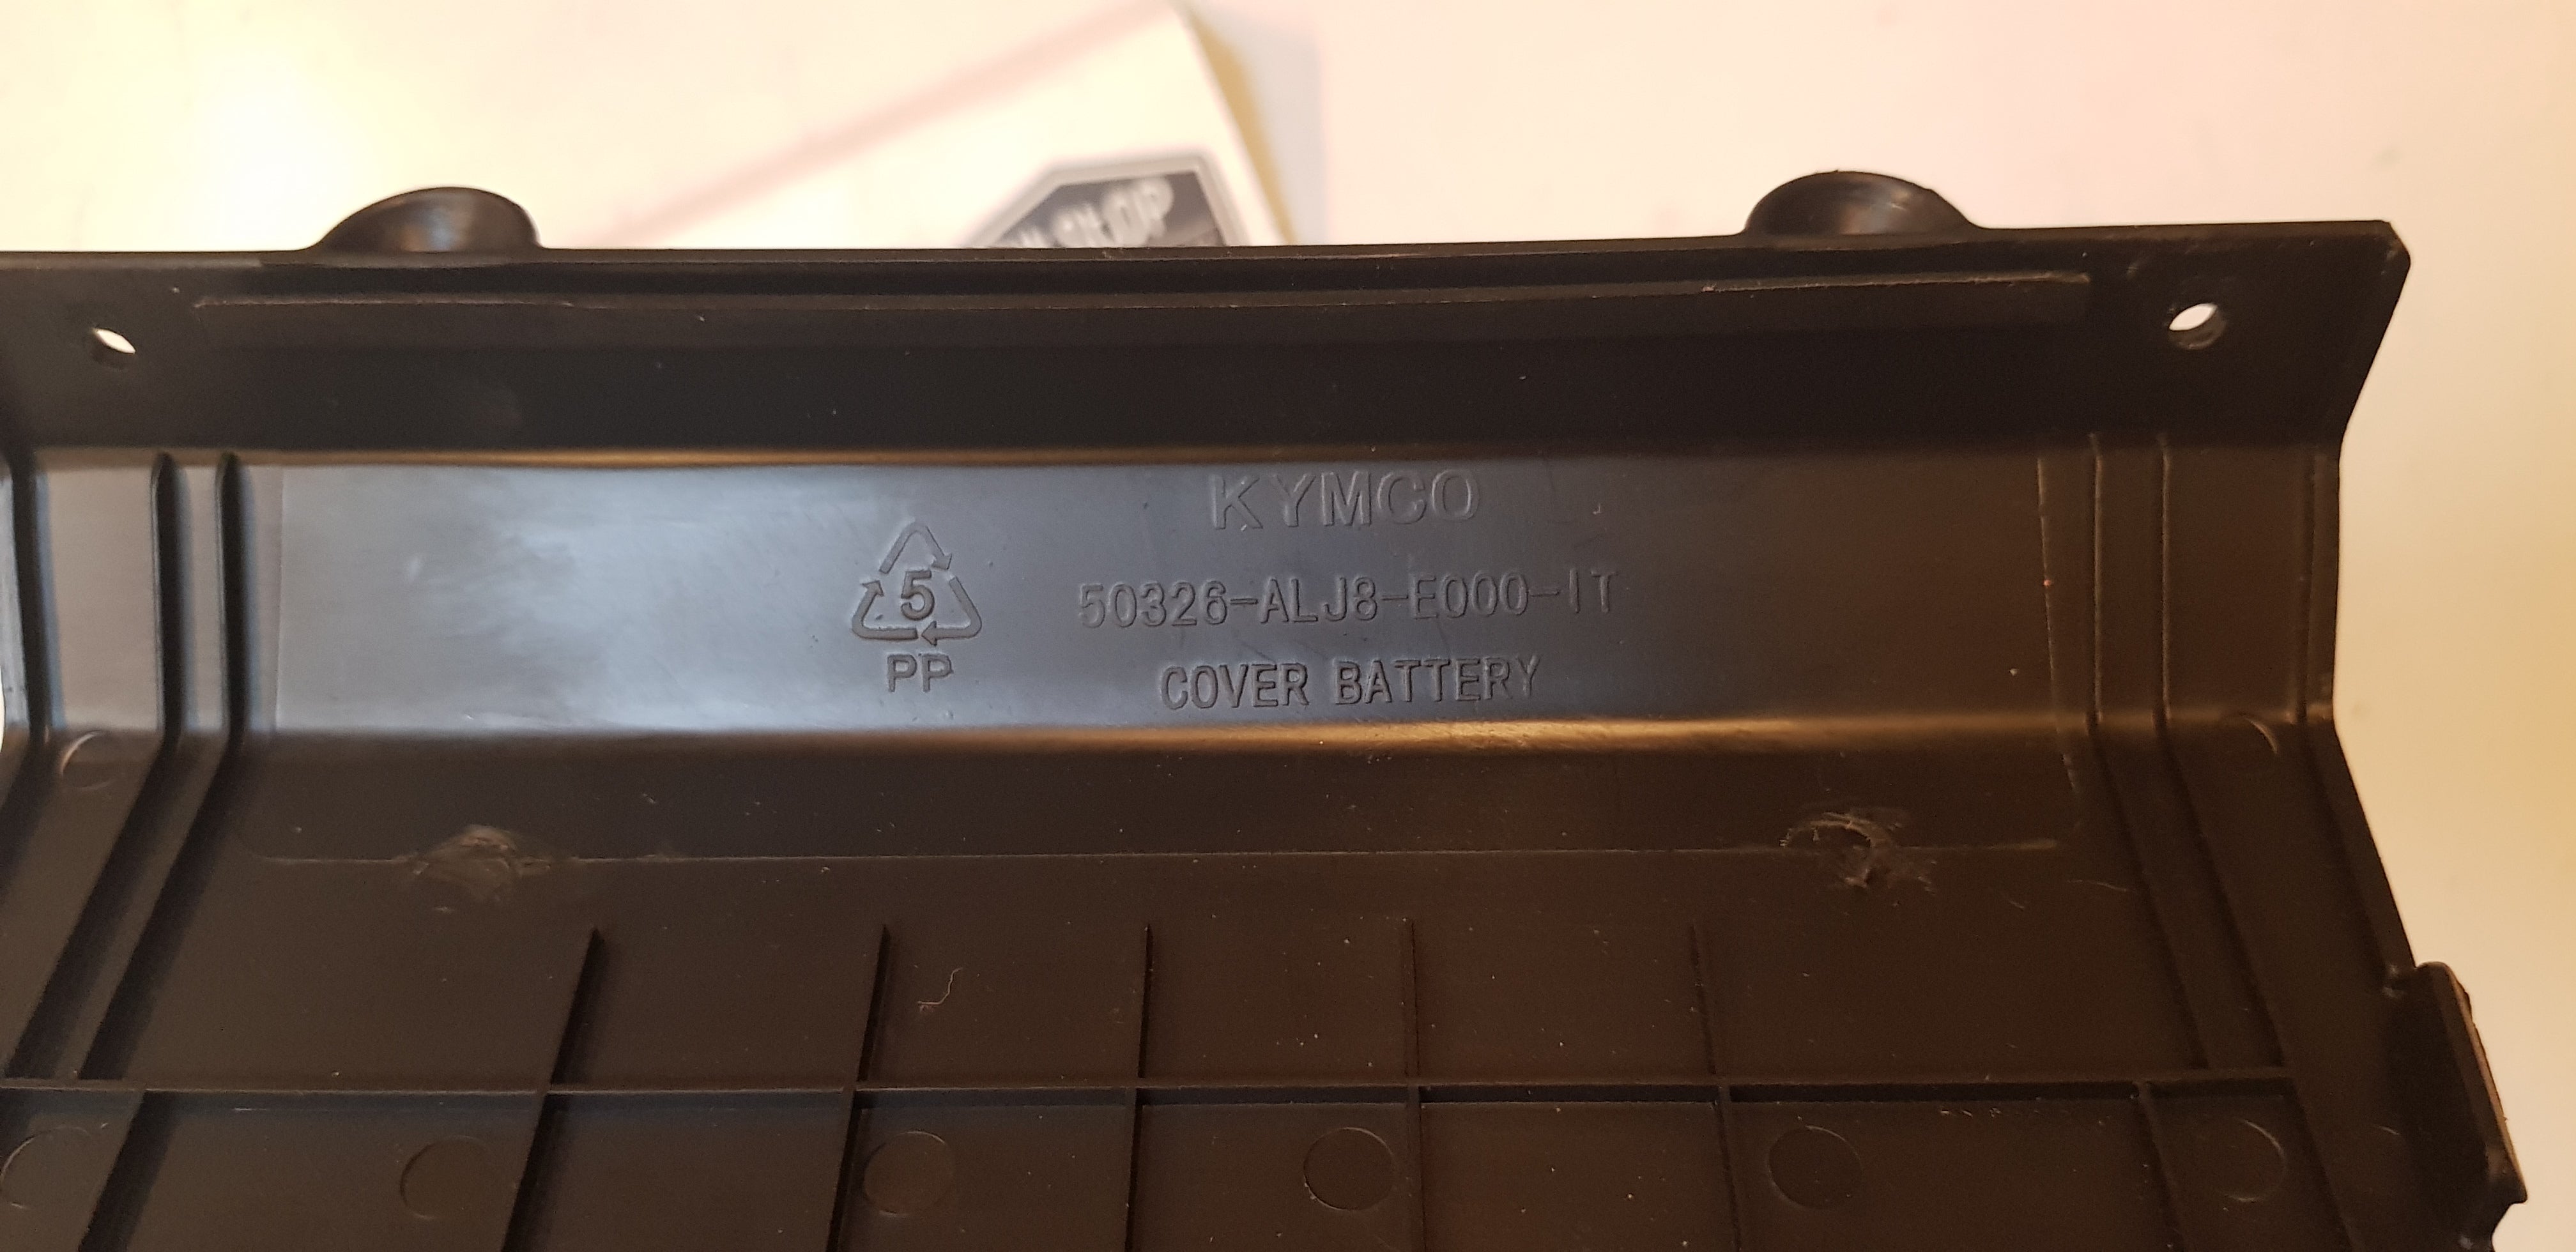 KYMCO
5
50326-ALJ8-E000-IT
PP
COVER BATTERY